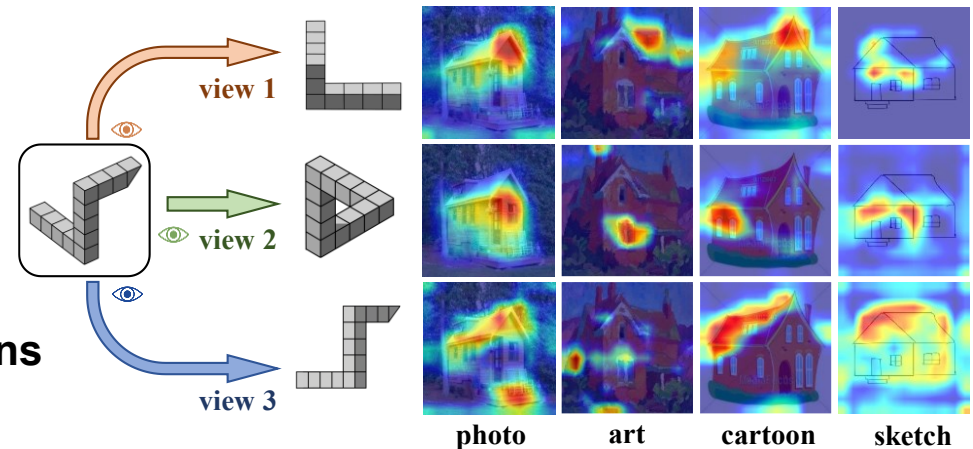 view 1
view 2
view 3
ns
photo art cartoon sketch